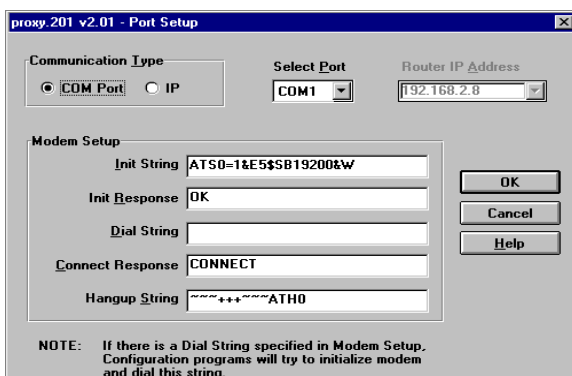 proxy.201 v2.01 - Port Setup
Communication Type
COM Port IP
Select Port
COM1
Router IP Address
192.168.2.8
Modem Setup
Init String ATS0=1&E5$SB19200&W
Init Response OK
Dial String
Connect Response CONNECT
Hangup String ~~~+++~~~ATH0
OK
Cancel
Help
NOTE: If there is a Dial String specified in Modem Setup,
Configuration programs will try to initialize modem
and dial this string.